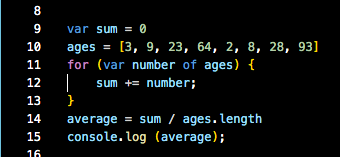 8
9 var sum = 0
10 ages = [3, 9, 23, 64, 2, 8, 28, 93]
11 for (var number of ages) {
12     sum += number;
13 }
14 average = sum / ages.length
15 console.log (average);
16